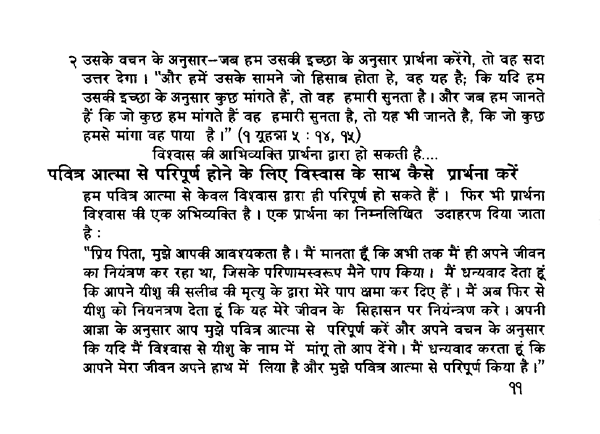 २ उसके वचन के अनुसार–जब हम उसकी इच्छा के अनुसार प्रार्थना करेंगे, तो वह सदा
उत्तर देगा। "और हमें उसके सामने जो हिसाब होता हे, वह यह है; कि यदि हम
उसकी इच्छा के अनुसार कुछ मांगते हैं, तो वह हमारी सुनता है। और जब हम जानते
हैं कि जो कुछ हम मांगते हैं वह हमारी सुनता है, तो यह भी जानते है, कि जो कुछ
हमसे मांगा वह पाया है।" (१ यूहन्ना ५ : १४, १५)
विश्वास की आभिव्यक्ति प्रार्थना द्वारा हो सकती है....
पवित्र आत्मा से परिपूर्ण होने के लिए विस्वास के साथ कैसे प्रार्थना करें
हम पवित्र आत्मा से केवल विश्वास द्वारा ही परिपूर्ण हो सकते हैं। फिर भी प्रार्थना
विश्वास की एक अभिव्यक्ति है। एक प्रार्थना का निम्नलिखित उदाहरण दिया जाता
है :
"प्रिय पिता, मुझे आपकी आवश्यकता है। मैं मानता हूँ कि अभी तक मैं ही अपने जीवन
का नियंत्रण कर रहा था, जिसके परिणामस्वरूप मैने पाप किया। मैं धन्यवाद देता हूं
कि आपने यीशु की सलीब की मृत्यु के द्वारा मेरे पाप क्षमा कर दिए हैं। मैं अब फिर से
यीशु को नियनत्रण देता हूं कि यह मेरे जीवन के सिहासन पर नियंन्त्रण करे। अपनी
आज्ञा के अनुसार आप मुझे पवित्र आत्मा से परिपूर्ण करें और अपने वचन के अनुसार
कि यदि मैं विश्वास से यीशु के नाम में मांगू तो आप देंगे। मैं धन्यवाद करता हूं कि
आपने मेरा जीवन अपने हाथ में लिया है और मुझे पवित्र आत्मा से परिपूर्ण किया है।"
११